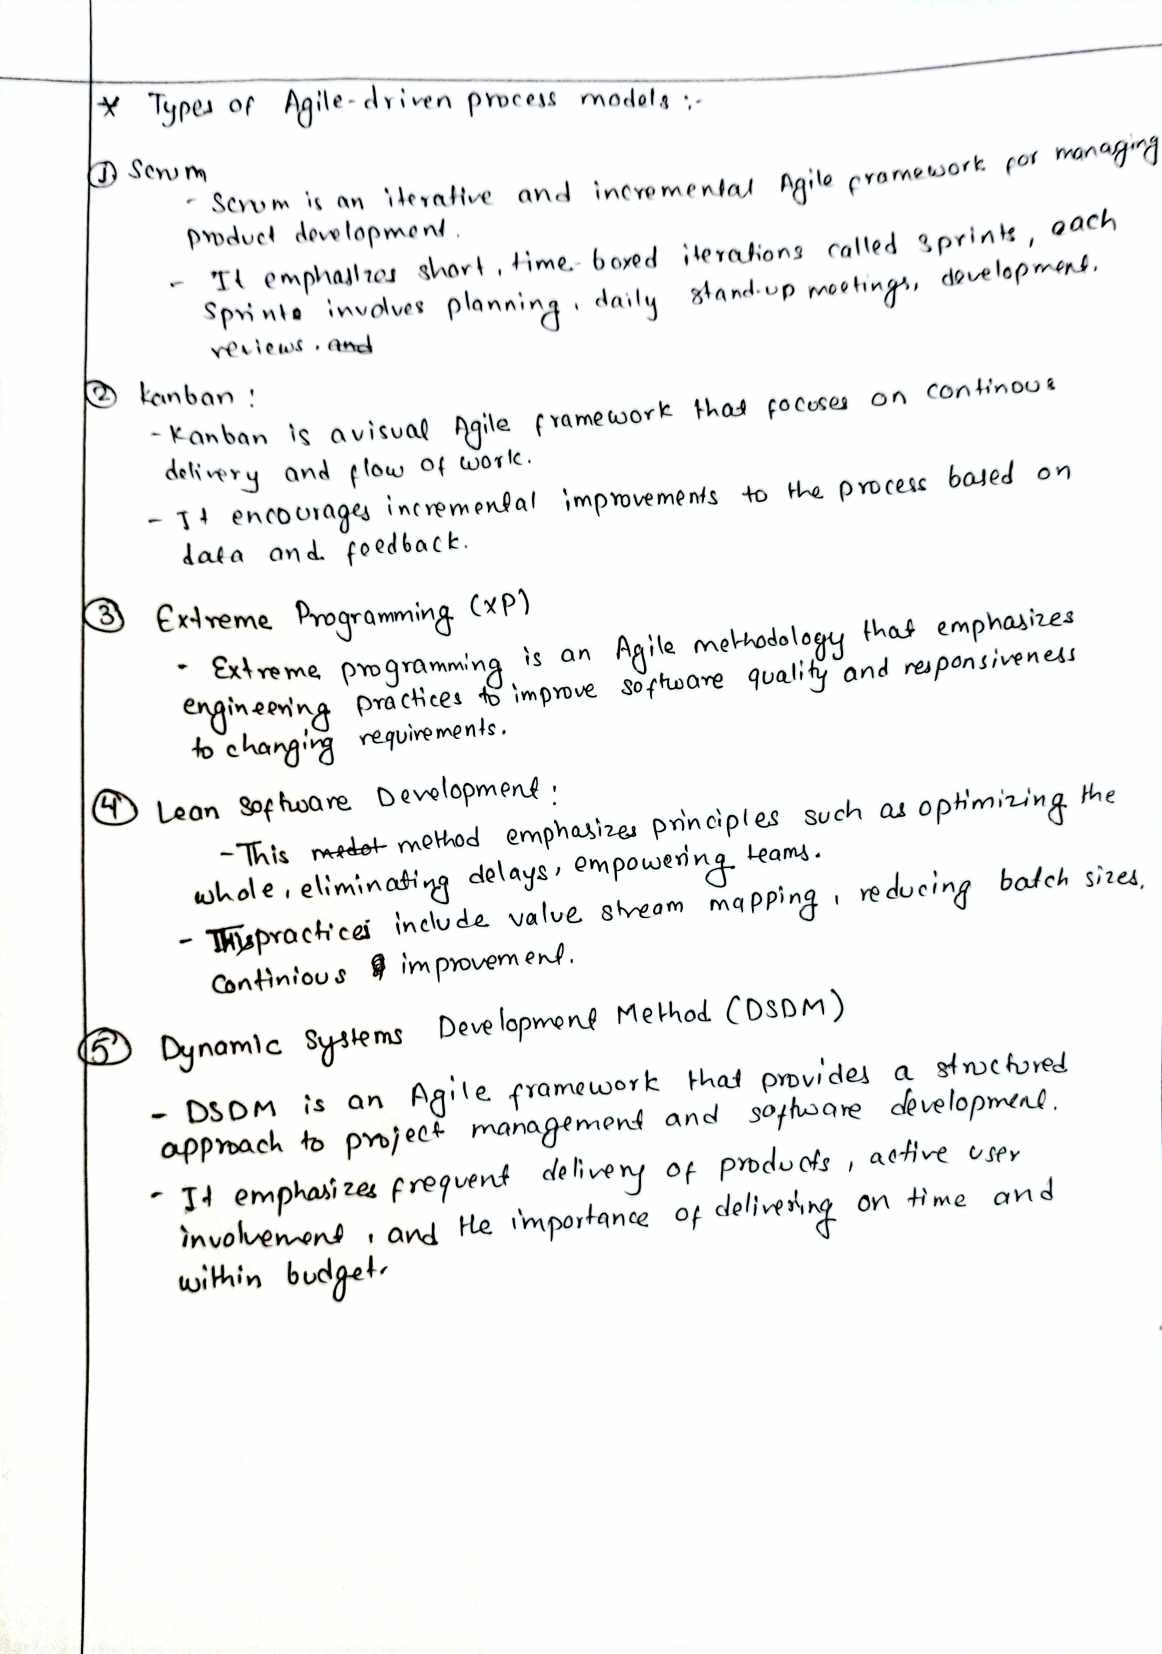 * Types of Agile-driven process models :-
① Scrum
- Scrum is an iterative and incremental Agile framework for managing
product development.
- It emphasizes short, time-boxed iterations called sprints, each
Sprints involves planning, daily stand-up meetings, development,
reviews. and
② Kanban :
- Kanban is a visual Agile framework that focuses on continous
delivery and flow of work.
- It encourages incremental improvements to the process based on
data and feedback.
③ Extreme Programming (XP)
- Extreme programming is an Agile methodology that emphasizes
engineering practices to improve software quality and responsiveness
to changing requirements.
④ Lean Software Development :
- This medot method emphasizes principles such as optimizing the
whole, eliminating delays, empowering teams.
- This practices include value stream mapping, reducing batch sizes,
Continious improvement.
⑤ Dynamic Systems Development Method (DSDM)
- DSDM is an Agile framework that provides a structured
approach to project management and software development.
- It emphasizes frequent delivery of products, active user
involvement, and the importance of delivering on time and
within budget.